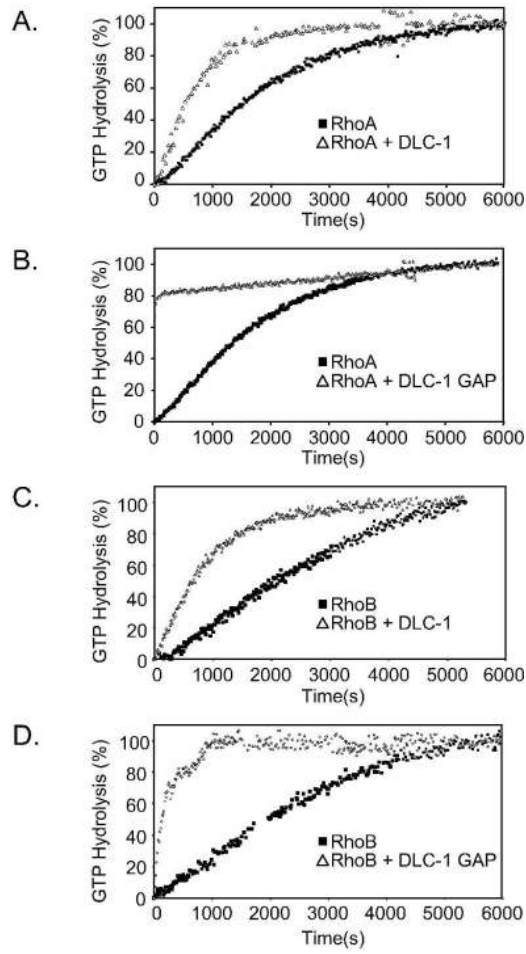 A.
GTP Hydrolysis (%)
100
80
60
40
20
0
■ RhoA
△ RhoA + DLC-1
0 1000 2000 3000 4000 5000 6000
Time(s)
B.
GTP Hydrolysis (%)
100
80
60
40
20
0
■ RhoA
△ RhoA + DLC-1 GAP
0 1000 2000 3000 4000 5000 6000
Time(s)
C.
GTP Hydrolysis (%)
100
80
60
40
20
0
■ RhoB
△ RhoB + DLC-1
0 1000 2000 3000 4000 5000 6000
Time(s)
D.
GTP Hydrolysis (%)
100
80
60
40
20
0
■ RhoB
△ RhoB + DLC-1 GAP
0 1000 2000 3000 4000 5000 6000
Time(s)